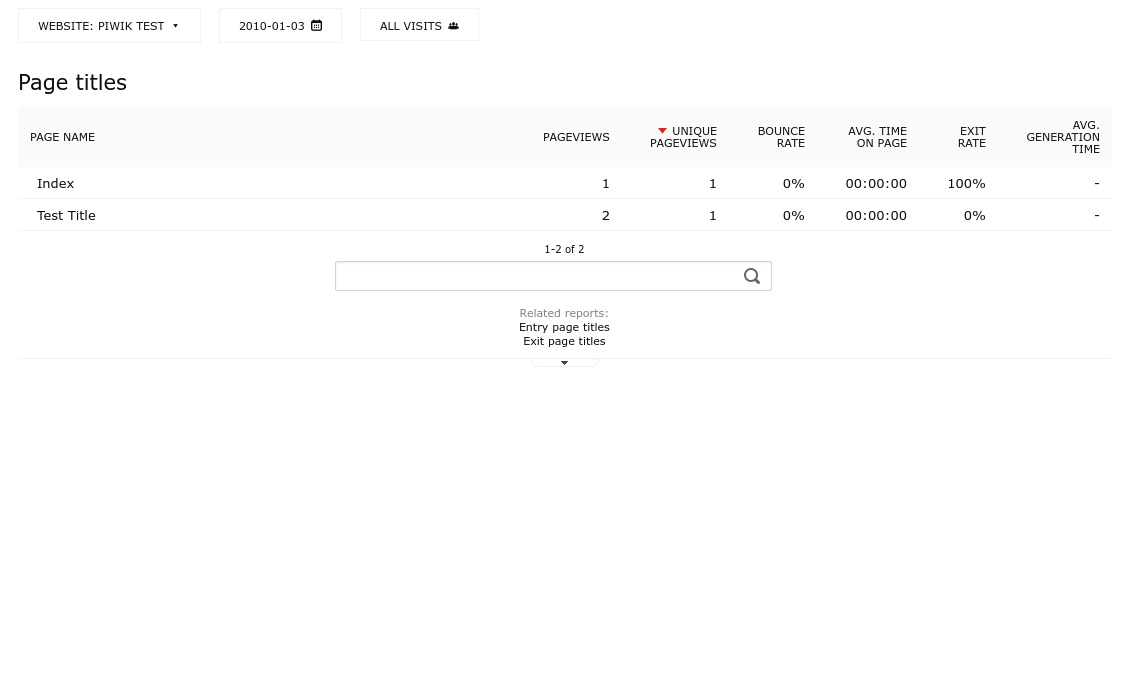 WEBSITE: PIWIK TEST
2010-01-03
ALL VISITS
Page titles
PAGE NAME
PAGEVIEWS
UNIQUE
PAGEVIEWS
BOUNCE
RATE
AVG. TIME
ON PAGE
EXIT
RATE
AVG.
GENERATION
TIME
Index 1 1 0% 00:00:00 100% -
Test Title 2 1 0% 00:00:00 0% -
1-2 of 2
Related reports:
Entry page titles
Exit page titles